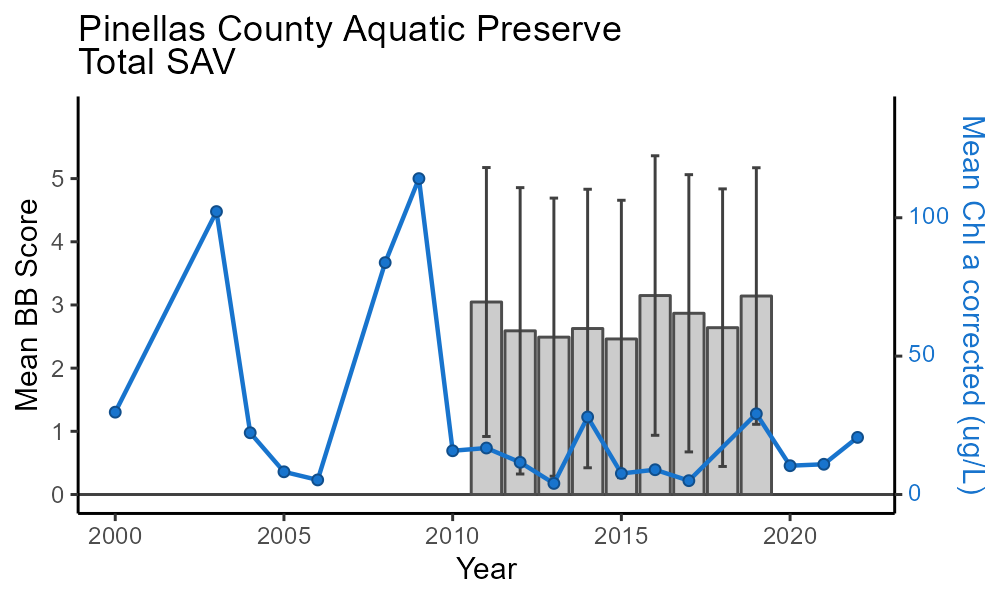 Pinellas County Aquatic Preserve
Total SAV
Mean BB Score
5
4
3
2
1
0
100
50
0
Mean Chl a corrected (ug/L)
2000 2005 2010 2015 2020
Year